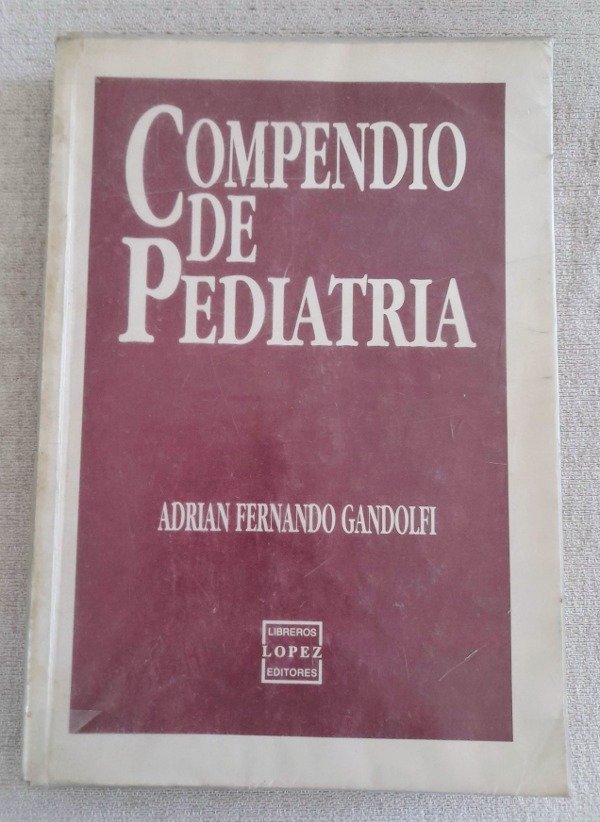 COMPENDIO
DE
PEDIATRIA
ADRIAN FERNANDO GANDOLFI
LIBREROS
LOPEZ
EDITORES